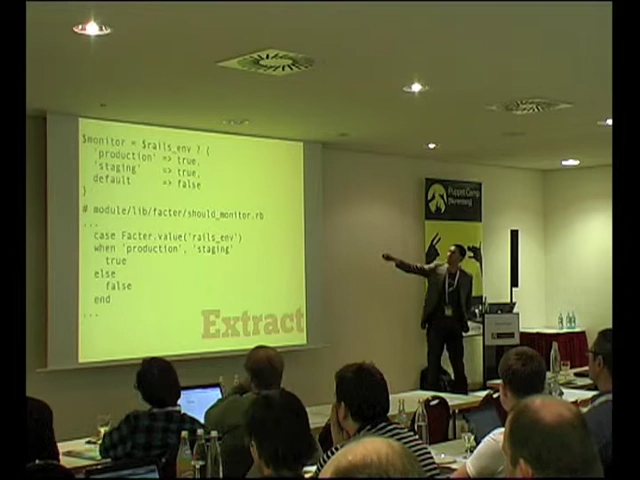 $monitor = $rails_env ? {
'production' => true,
'staging' => true,
default => false
}
# module/lib/facter/should_monitor.rb
...
case Facter.value('rails_env')
when 'production', 'staging'
true
else
false
end
...
Extract
Puppet Camp